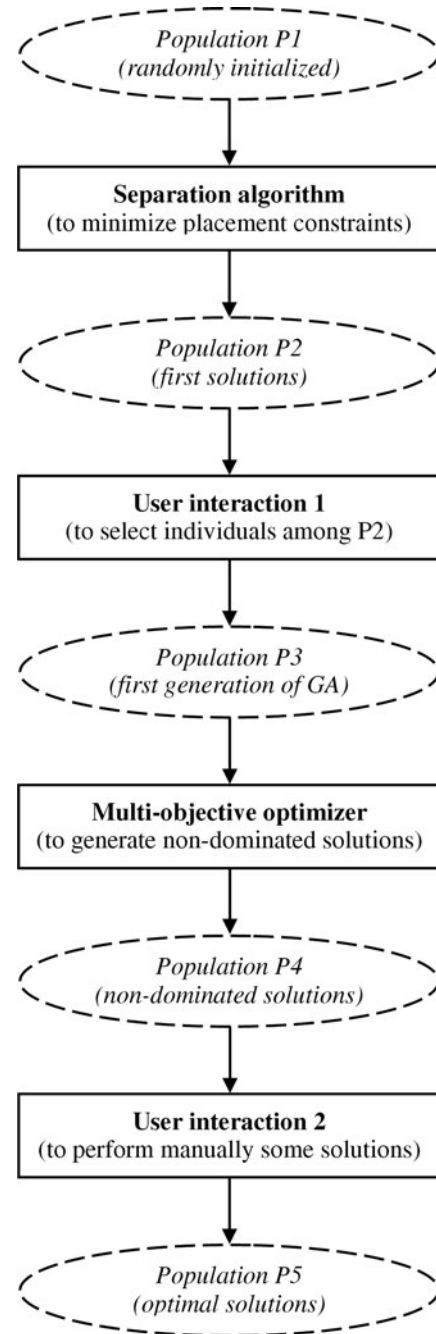 Population P1
(randomly initialized)
Separation algorithm
(to minimize placement constraints)
Population P2
(first solutions)
User interaction 1
(to select individuals among P2)
Population P3
(first generation of GA)
Multi-objective optimizer
(to generate non-dominated solutions)
Population P4
(non-dominated solutions)
User interaction 2
(to perform manually some solutions)
Population P5
(optimal solutions)